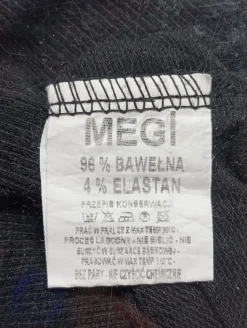 MEGI
96 % BAWEŁNA
4 % ELASTAN
PRZEPIS KONSERWACJI
PRAĆ W PRALCE Z MAX TEMP 30°C
PROCES ŁAGODNY - NIE BIELIĆ - NIE
SUSZYĆ W SUSZARCE BĘBNOWEJ -
PRASOWAĆ W MAX TEMP 110°C -
BEZ PARY - NIE CZYŚCIĆ CHEMICZNIE